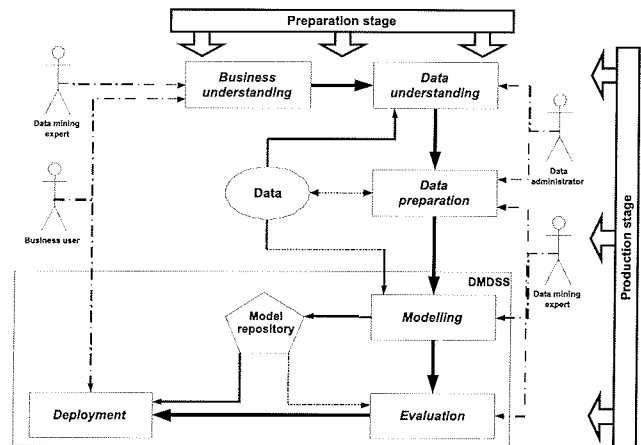 Preparation stage
Business
understanding
Data
understanding
Data mining
expert
Data
administrator
Data
Data
preparation
Business user
Production stage
Data mining
expert
DMDSS
Model
repository
Modelling
Deployment
Evaluation